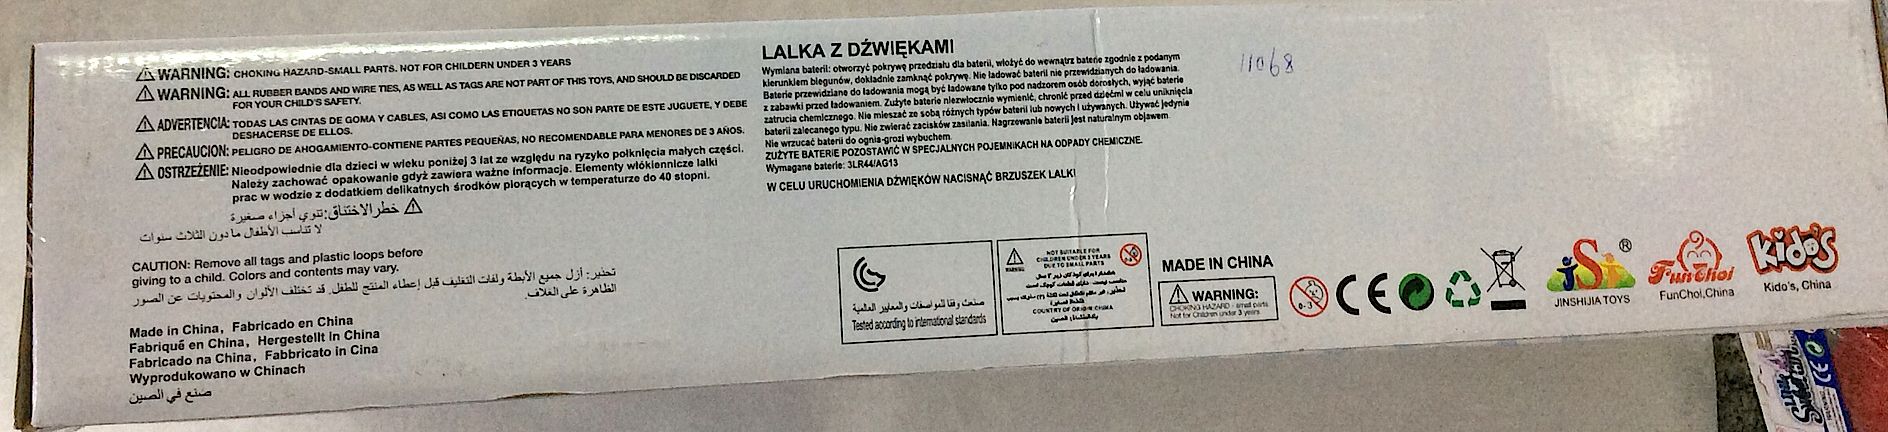 WARNING: CHOKING HAZARD-SMALL PARTS. NOT FOR CHILDERN UNDER 3 YEARS
WARNING: ALL RUBBER BANDS AND WIRE TIES, AS WELL AS TAGS ARE NOT PART OF THIS TOYS, AND SHOULD BE DISCARDED
FOR YOUR CHILD'S SAFETY.
ADVERTENCIA: TODAS LAS CINTAS DE GOMA Y CABLES, ASI COMO LAS ETIQUETAS NO SON PARTE DE ESTE JUGUETE, Y DEBE
DESHACERSE DE ELLOS.
PRECAUCION: PELIGRO DE AHOGAMIENTO-CONTIENE PARTES PEQUEÑAS, NO RECOMENDABLE PARA MENORES DE 3 AÑOS.
OSTRZEŻENIE: Nieodpowiednie dla dzieci w wieku poniżej 3 lat ze względu na ryzyko połknięcia małych części.
Należy zachować opakowanie gdyż zawiera ważne informacje. Elementy włókiennicze lalki
prac w wodzie z dodatkiem delikatnych środków piorących w temperaturze do 40 stopni.
خطر الاختناق: تنوي أجزاء صغيرة
لا تناسب الأطفال ما دون الثلاث سنوات
CAUTION: Remove all tags and plastic loops before
giving to a child. Colors and contents may vary.
تحذير: أزل جميع الأبطة ولفات التغليف قبل إعطاء المنتج للطفل. قد تختلف الألوان والمحتويات عن الصور
الظاهرة على الغلاف.
Made in China, Fabricado en China
Fabriqué en China, Hergestellt in China
Fabricado na China, Fabbricato in Cina
Wyprodukowano w Chinach
صنع في الصين
LALKA Z DŹWIĘKAMI
Wymiana baterii: otworzyć pokrywę przedziału dla baterii, włożyć do wewnątrz baterie zgodnie z podanym
kierunkiem biegunów, dokładnie zamknąć pokrywę. Nie ładować baterii nie przewidzianych do ładowania.
Baterie przewidziane do ładowania mogą być ładowane tylko pod nadzorem osób dorosłych, wyjąć baterie
z zabawki przed ładowaniem. Zużyte baterie niezwłocznie wymienić, chronić przed dziećmi w celu uniknięcia
zatrucia chemicznego. Nie mieszać ze sobą różnych typów baterii lub nowych i używanych. Używać jedynie
baterii zalecanego typu. Nie zwierać zacisków zasilania. Nagrzewanie baterii jest naturalnym objawem.
Nie wrzucać baterii do ognia-grozi wybuchem.
ZUŻYTE BATERIE POZOSTAWIĆ W SPECJALNYCH POJEMNIKACH NA ODPADY CHEMICZNE.
Wymagane baterie: 3LR44/AG13
W CELU URUCHOMIENIA DŹWIĘKÓW NACISNĄĆ BRZUSZEK LALKI
11068
صنعت وفقا للمواصفات والمعايير العالمية
Tested according to international standards
WARNING
NOT SUITABLE FOR
CHILDREN UNDER 3 YEARS
DUE TO SMALL PARTS
COUNTRY OF ORIGIN:CHINA
MADE IN CHINA
WARNING:
CHOKING HAZARD - small parts
Not for Children under 3 years
0-3
CE
JSJ ®
JINSHIJIA TOYS
FunChoi
FunChoi,China
Kido's
Kido's, China
CE